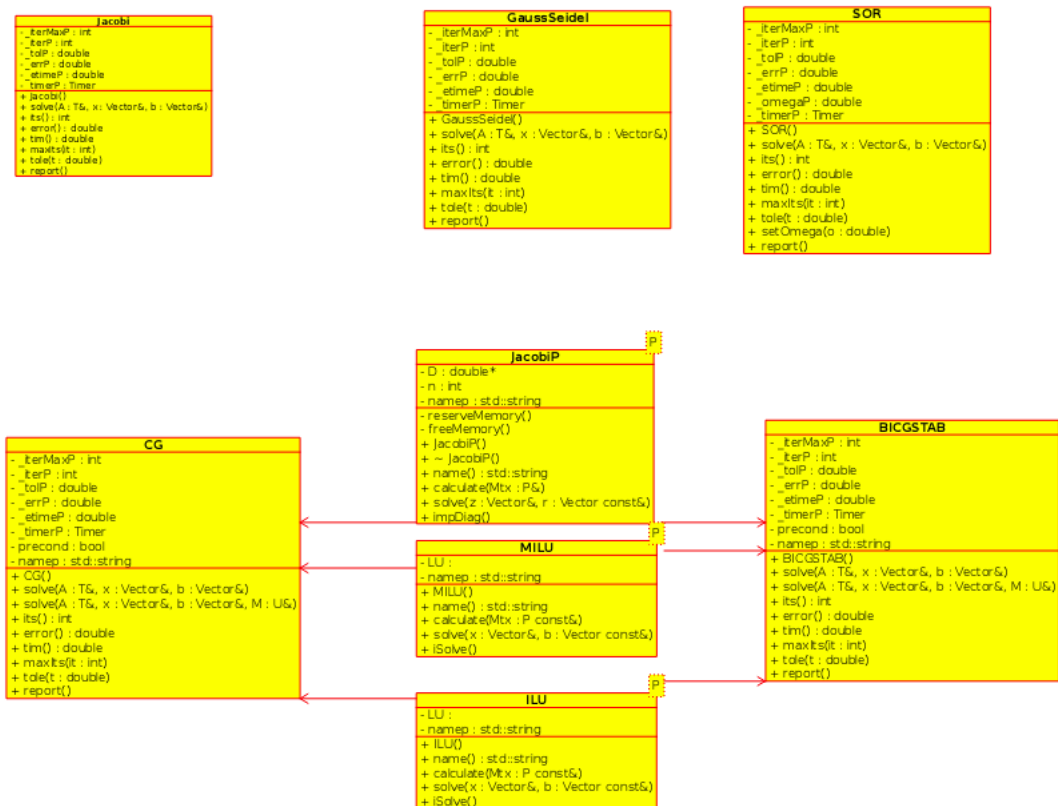 Jacobi
- _iterMaxP : int
- _iterP : int
- _tolP : double
- _errP : double
- _etimeP : double
- _timerP : Timer
+ Jacobi()
+ solve(A : T&, x : Vector&, b : Vector&)
+ its() : int
+ error() : double
+ tim() : double
+ maxIts(it : int)
+ tole(t : double)
+ report()
GaussSeidel
- _iterMaxP : int
- _iterP : int
- _tolP : double
- _errP : double
- _etimeP : double
- _timerP : Timer
+ GaussSeidel()
+ solve(A : T&, x : Vector&, b : Vector&)
+ its() : int
+ error() : double
+ tim() : double
+ maxIts(it : int)
+ tole(t : double)
+ report()
SOR
- _iterMaxP : int
- _iterP : int
- _tolP : double
- _errP : double
- _etimeP : double
- _omegaP : double
- _timerP : Timer
+ SOR()
+ solve(A : T&, x : Vector&, b : Vector&)
+ its() : int
+ error() : double
+ tim() : double
+ maxIts(it : int)
+ tole(t : double)
+ setOmega(o : double)
+ report()
CG
- _iterMaxP : int
- _iterP : int
- _tolP : double
- _errP : double
- _etimeP : double
- _timerP : Timer
- precond : bool
- namep : std::string
+ CG()
+ solve(A : T&, x : Vector&, b : Vector&)
+ solve(A : T&, x : Vector&, b : Vector&, M : U&)
+ its() : int
+ error() : double
+ tim() : double
+ maxIts(it : int)
+ tole(t : double)
+ report()
P
JacobiP
- D : double*
- n : int
- namep : std::string
- reserveMemory()
- freeMemory()
+ JacobiP()
+ ~ JacobiP()
+ name() : std::string
+ calculate(Mtx : P&)
+ solve(z : Vector&, r : Vector const&)
+ impDiag()
P
MILU
- LU :
- namep : std::string
+ MILU()
+ name() : std::string
+ calculate(Mtx : P const&)
+ solve(x : Vector&, b : Vector const&)
+ iSolve()
P
ILU
- LU :
- namep : std::string
+ ILU()
+ name() : std::string
+ calculate(Mtx : P const&)
+ solve(x : Vector&, b : Vector const&)
+ iSolve()
BICGSTAB
- _iterMaxP : int
- _iterP : int
- _tolP : double
- _errP : double
- _etimeP : double
- _timerP : Timer
- precond : bool
- namep : std::string
+ BICGSTAB()
+ solve(A : T&, x : Vector&, b : Vector&)
+ solve(A : T&, x : Vector&, b : Vector&, M : U&)
+ its() : int
+ error() : double
+ tim() : double
+ maxIts(it : int)
+ tole(t : double)
+ report()